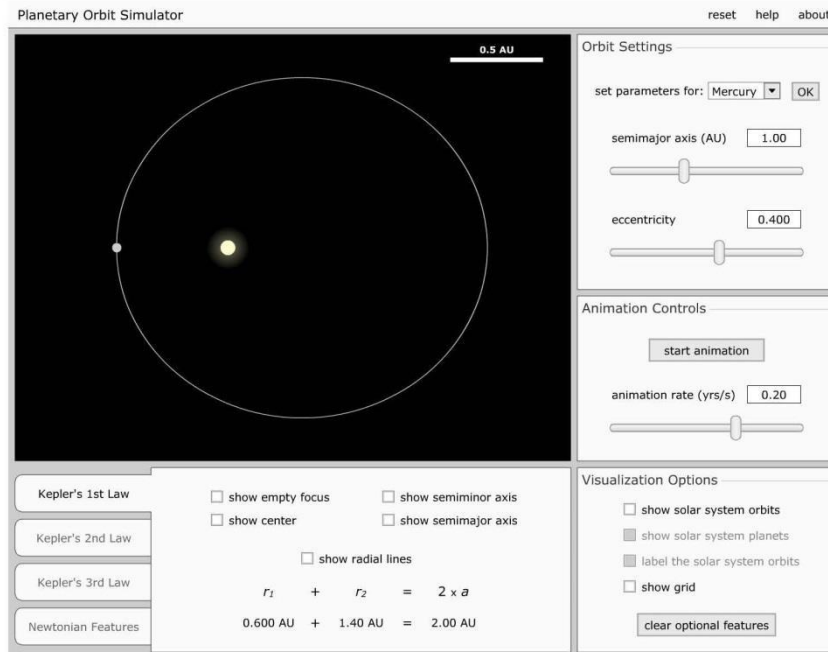 Planetary Orbit Simulator
reset help about
0.5 AU
Orbit Settings
set parameters for: Mercury OK
semimajor axis (AU) 1.00
eccentricity 0.400
Animation Controls
start animation
animation rate (yrs/s) 0.20
Kepler's 1st Law
Kepler's 2nd Law
Kepler's 3rd Law
Newtonian Features
show empty focus show semiminor axis
show center show semimajor axis
show radial lines
r₁ + r₂ = 2 x a
0.600 AU + 1.40 AU = 2.00 AU
Visualization Options
show solar system orbits
show solar system planets
label the solar system orbits
show grid
clear optional features